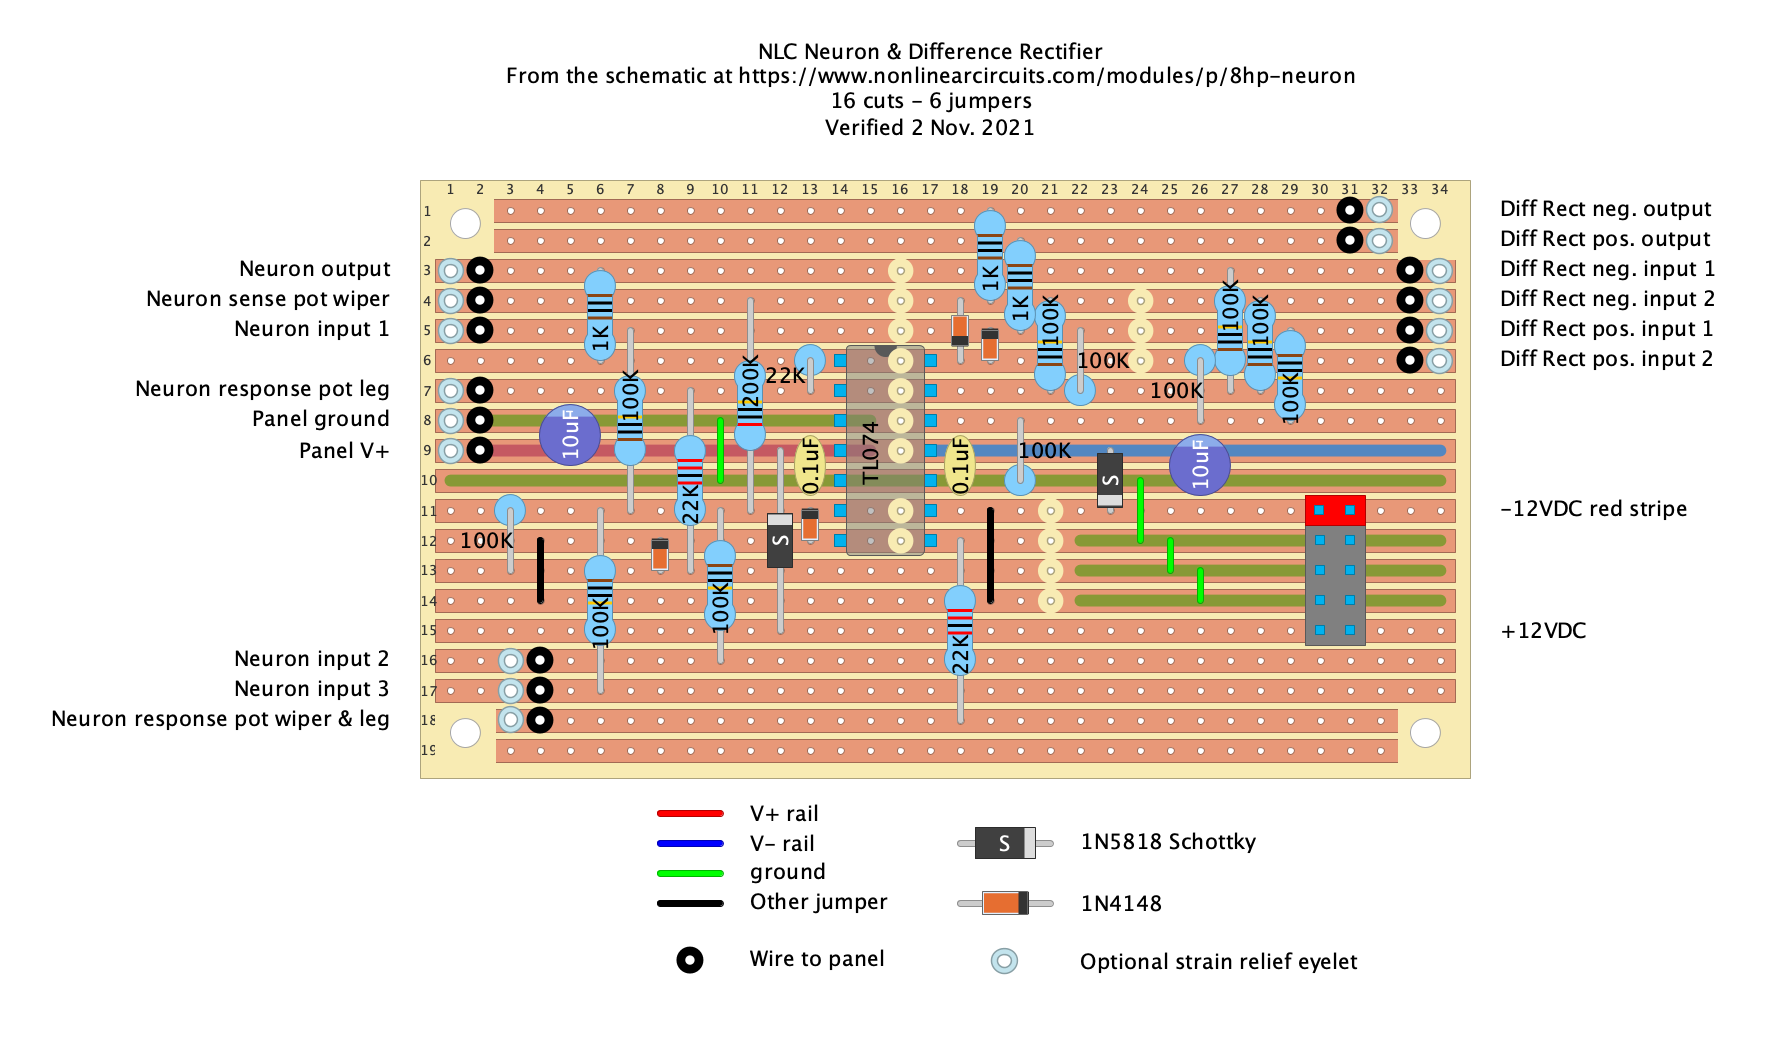 NLC Neuron & Difference Rectifier
From the schematic at https://www.nonlinearcircuits.com/modules/p/8hp-neuron
16 cuts - 6 jumpers
Verified 2 Nov. 2021
1 2 3 4 5 6 7 8 9 10 11 12 13 14 15 16 17 18 19 20 21 22 23 24 25 26 27 28 29 30 31 32 33 34
1
Diff Rect neg. output
2
Diff Rect pos. output
Neuron output
3
1K
Diff Rect neg. input 1
Neuron sense pot wiper
4
1K
100K
100K
100K
Diff Rect neg. input 2
Neuron input 1
5
1K
Diff Rect pos. input 1
6
22K
100K
Diff Rect pos. input 2
Neuron response pot leg
7
100K
200K
100K
100K
Panel ground
8
10uF
Panel V+
9
TL074
0.1uF
0.1uF
100K
10uF
10
S
11
22K
-12VDC red stripe
12
100K
S
13
14
100K
100K
15
+12VDC
Neuron input 2
16
22K
Neuron input 3
17
Neuron response pot wiper & leg
18
19
V+ rail
V- rail
S
1N5818 Schottky
ground
Other jumper
1N4148
Wire to panel
Optional strain relief eyelet